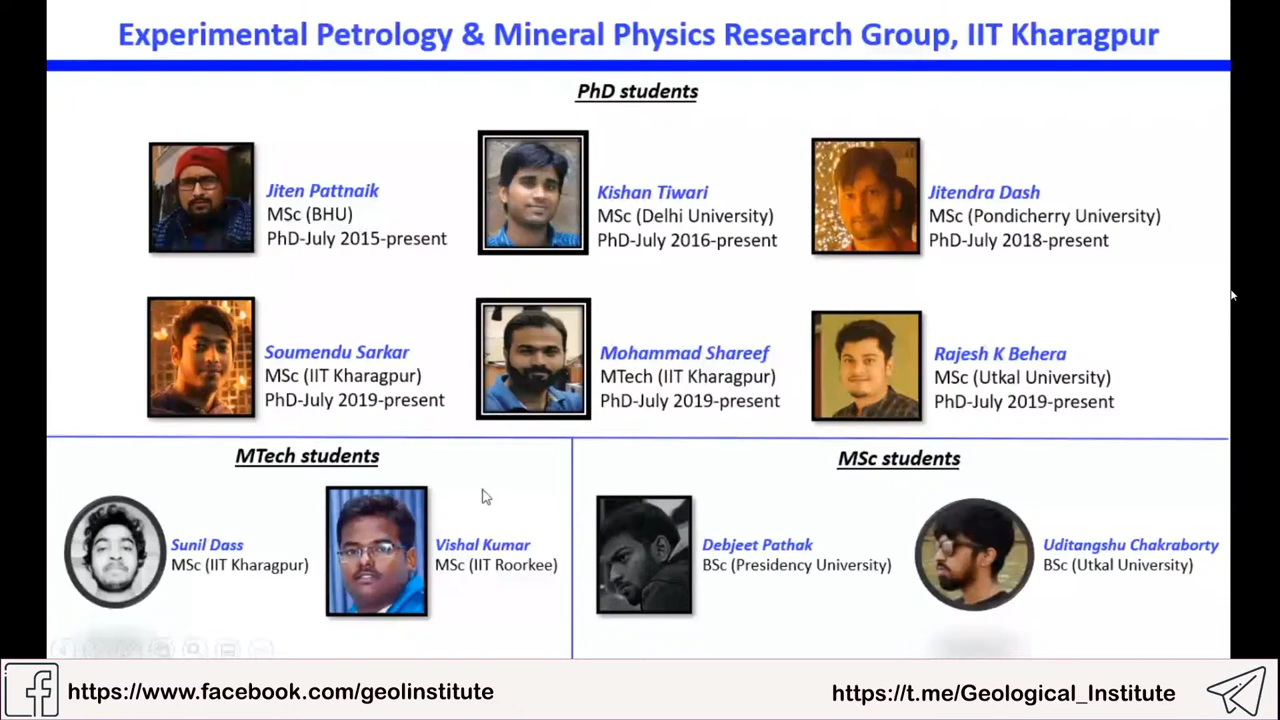 Experimental Petrology & Mineral Physics Research Group, IIT Kharagpur
PhD students
Jiten Pattnaik
MSc (BHU)
PhD-July 2015-present
Kishan Tiwari
MSc (Delhi University)
PhD-July 2016-present
Jitendra Dash
MSc (Pondicherry University)
PhD-July 2018-present
Soumendu Sarkar
MSc (IIT Kharagpur)
PhD-July 2019-present
Mohammad Shareef
MTech (IIT Kharagpur)
PhD-July 2019-present
Rajesh K Behera
MSc (Utkal University)
PhD-July 2019-present
MTech students
Sunil Dass
MSc (IIT Kharagpur)
Vishal Kumar
MSc (IIT Roorkee)
MSc students
Debjeet Pathak
BSc (Presidency University)
Uditangshu Chakraborty
BSc (Utkal University)
https://www.facebook.com/geolinstitute
https://t.me/Geological_Institute